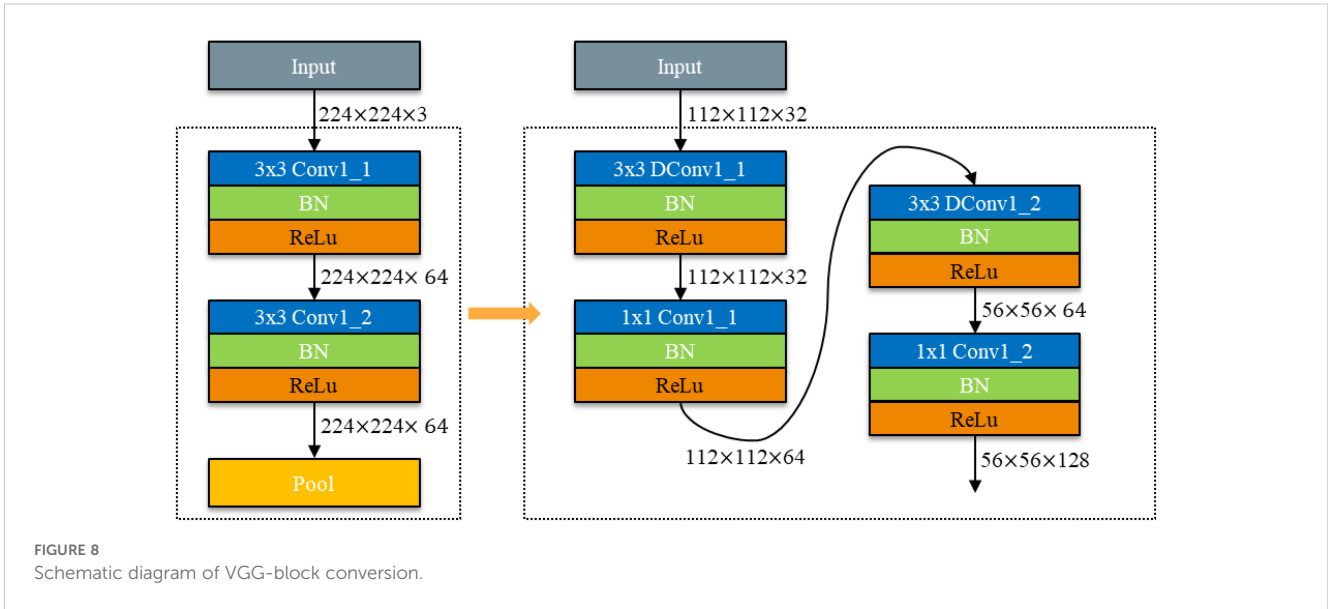 Input
224×224×3
3x3 Conv1_1
BN
ReLu
224×224× 64
3x3 Conv1_2
BN
ReLu
224×224× 64
Pool
Input
112×112×32
3x3 DConv1_1
BN
ReLu
112×112×32
1x1 Conv1_1
BN
ReLu
112×112×64
3x3 DConv1_2
BN
ReLu
56×56× 64
1x1 Conv1_2
BN
ReLu
56×56×128
FIGURE 8
Schematic diagram of VGG-block conversion.